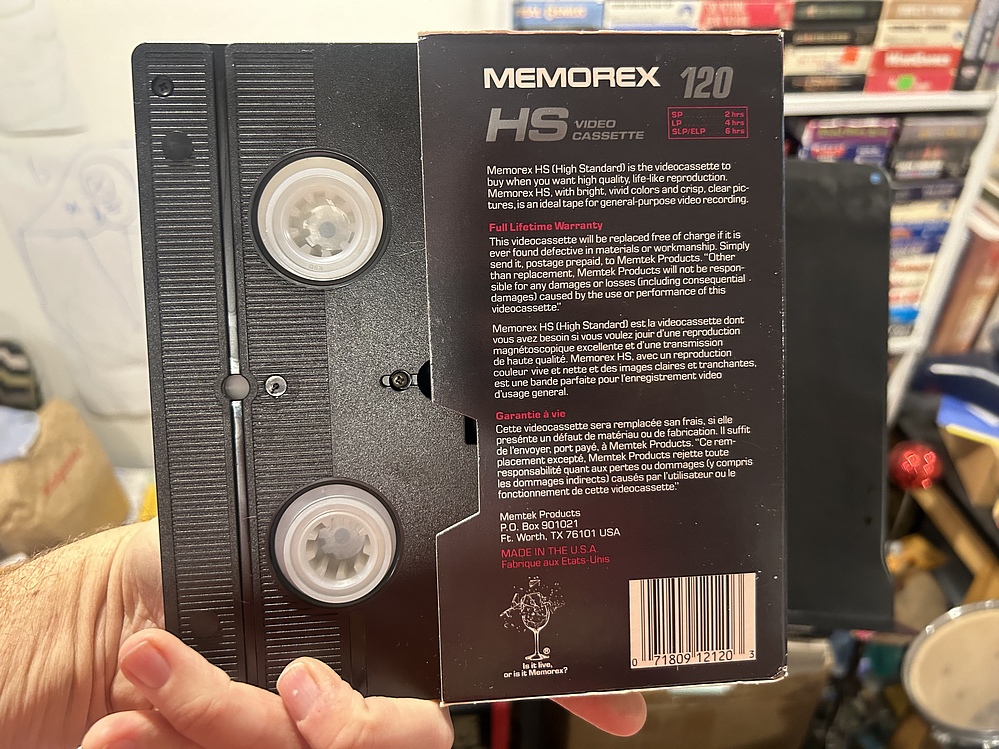 MEMOREX 120
HS VIDEO CASSETTE
SP 2 hrs
LP 4 hrs
SLP/ELP 6 hrs
Memorex HS (High Standard) is the videocassette to
buy when you want high quality, life-like reproduction.
Memorex HS, with bright, vivid colors and crisp, clear pic-
tures, is an ideal tape for general-purpose video recording.
Full Lifetime Warranty
This videocassette will be replaced free of charge if it is
ever found defective in materials or workmanship. Simply
send it, postage prepaid, to Memtek Products. "Other
than replacement, Memtek Products will not be respon-
sible for any damages or losses (including consequential
damages) caused by the use or performance of this
videocassette."
Memorex HS (High Standard) est la videocassette dont
vous avez besoin si vous voulez jouir d'une reproduction
magnétoscopique excellente et d'une transmission
de haute qualité. Memorex HS, avec un reproduction
couleur vive et nette et des images claires et tranchantes,
est une bande parfaite pour l'enregistrement video
d'usage general.
Garantie à vie
Cette videocassette sera remplacée san frais, si elle
présénte un défaut de matériau ou de fabrication. Il suffit
de l'envoyer, port payé, à Memtek Products. "Ce rem-
placement excepté, Memtek Products rejette toute
responsabilité quant aux pertes ou dommages (y compris
les dommages indirects) causés par l'utilisateur ou le
fonctionnement de cette videocassette."
Memtek Products
P.O. Box 901021
Ft. Worth, TX 76101 USA
MADE IN THE U.S.A.
Fabrique aux Etats-Unis
®
Is it live,
or is it Memorex?
0 71809 12120 3